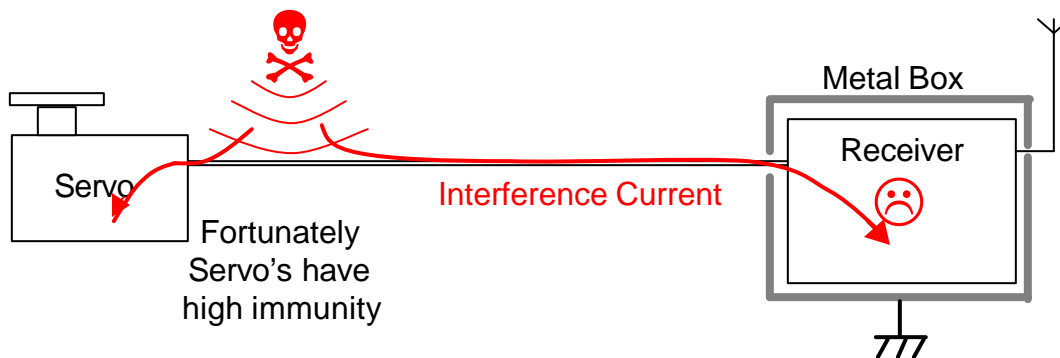 Metal Box
Receiver
Servo
Interference Current
Fortunately
Servo’s have
high immunity